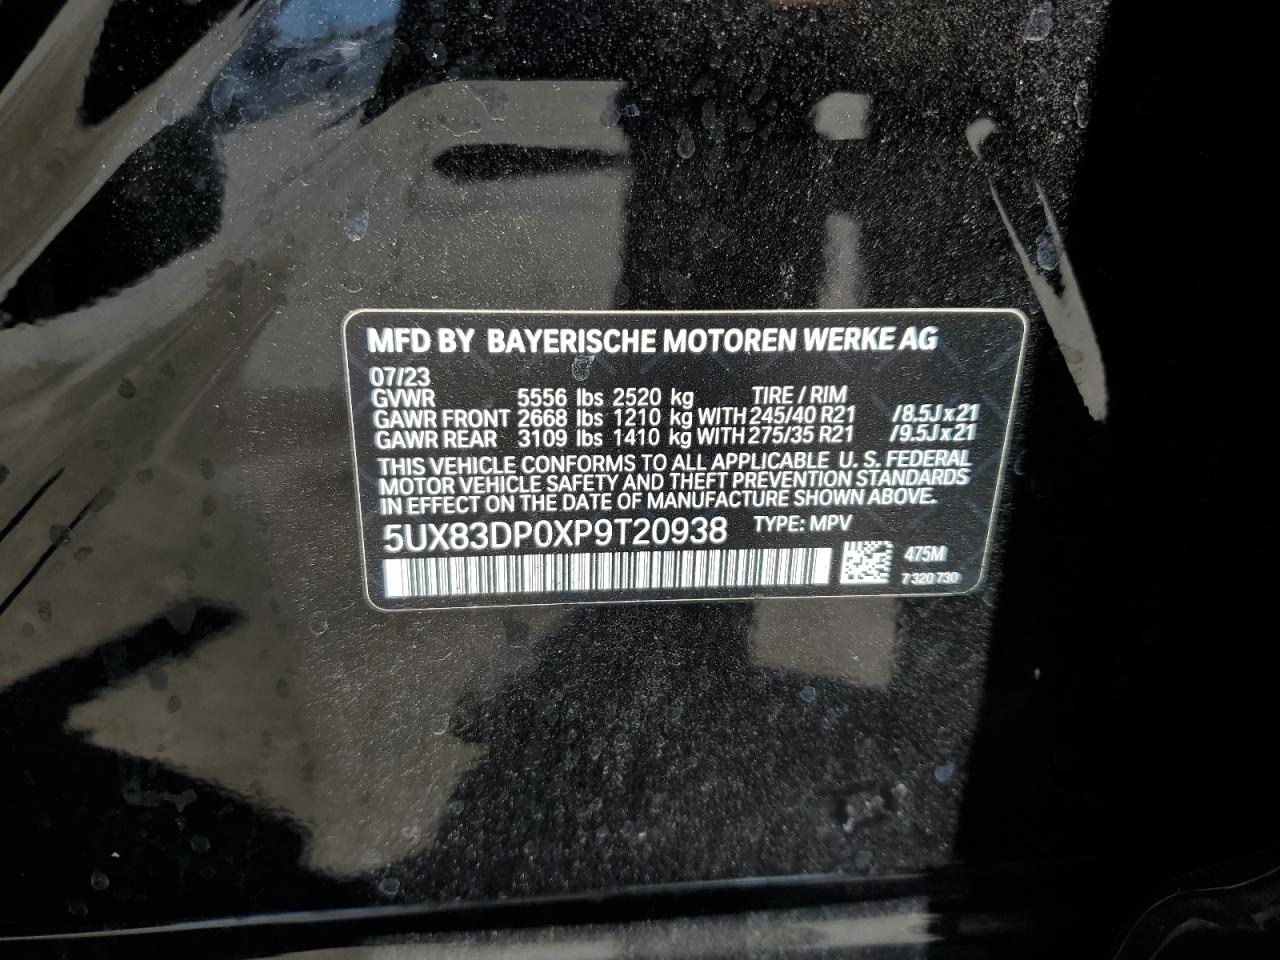 MFD BY BAYERISCHE MOTOREN WERKE AG
07/23
GVWR 5556 lbs 2520 kg TIRE / RIM
GAWR FRONT 2668 lbs 1210 kg WITH 245/40 R21 /8.5J x 21
GAWR REAR 3109 lbs 1410 kg WITH 275/35 R21 /9.5J x 21
THIS VEHICLE CONFORMS TO ALL APPLICABLE U. S. FEDERAL
MOTOR VEHICLE SAFETY AND THEFT PREVENTION STANDARDS
IN EFFECT ON THE DATE OF MANUFACTURE SHOWN ABOVE.
5UX83DP0XP9T20938 TYPE: MPV
475M
7 320 730